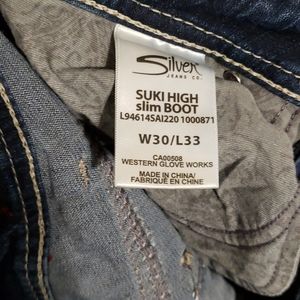 Silver
JEANS CO.
SUKI HIGH
slim BOOT
L94614SAI220 1000871
W30/L33
CA00508
WESTERN GLOVE WORKS
MADE IN CHINA/
FABRIQUÉ EN CHINE